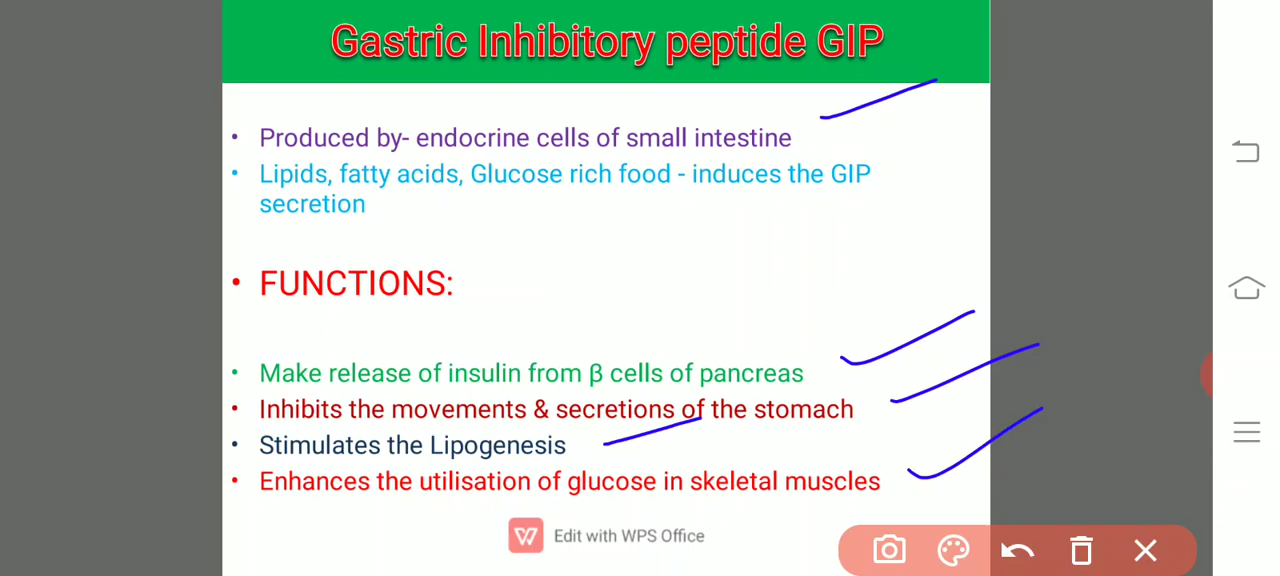 Gastric Inhibitory peptide GIP
• Produced by- endocrine cells of small intestine
• Lipids, fatty acids, Glucose rich food - induces the GIP
secretion
• FUNCTIONS:
• Make release of insulin from β cells of pancreas
• Inhibits the movements & secretions of the stomach
• Stimulates the Lipogenesis
• Enhances the utilisation of glucose in skeletal muscles
Edit with WPS Office